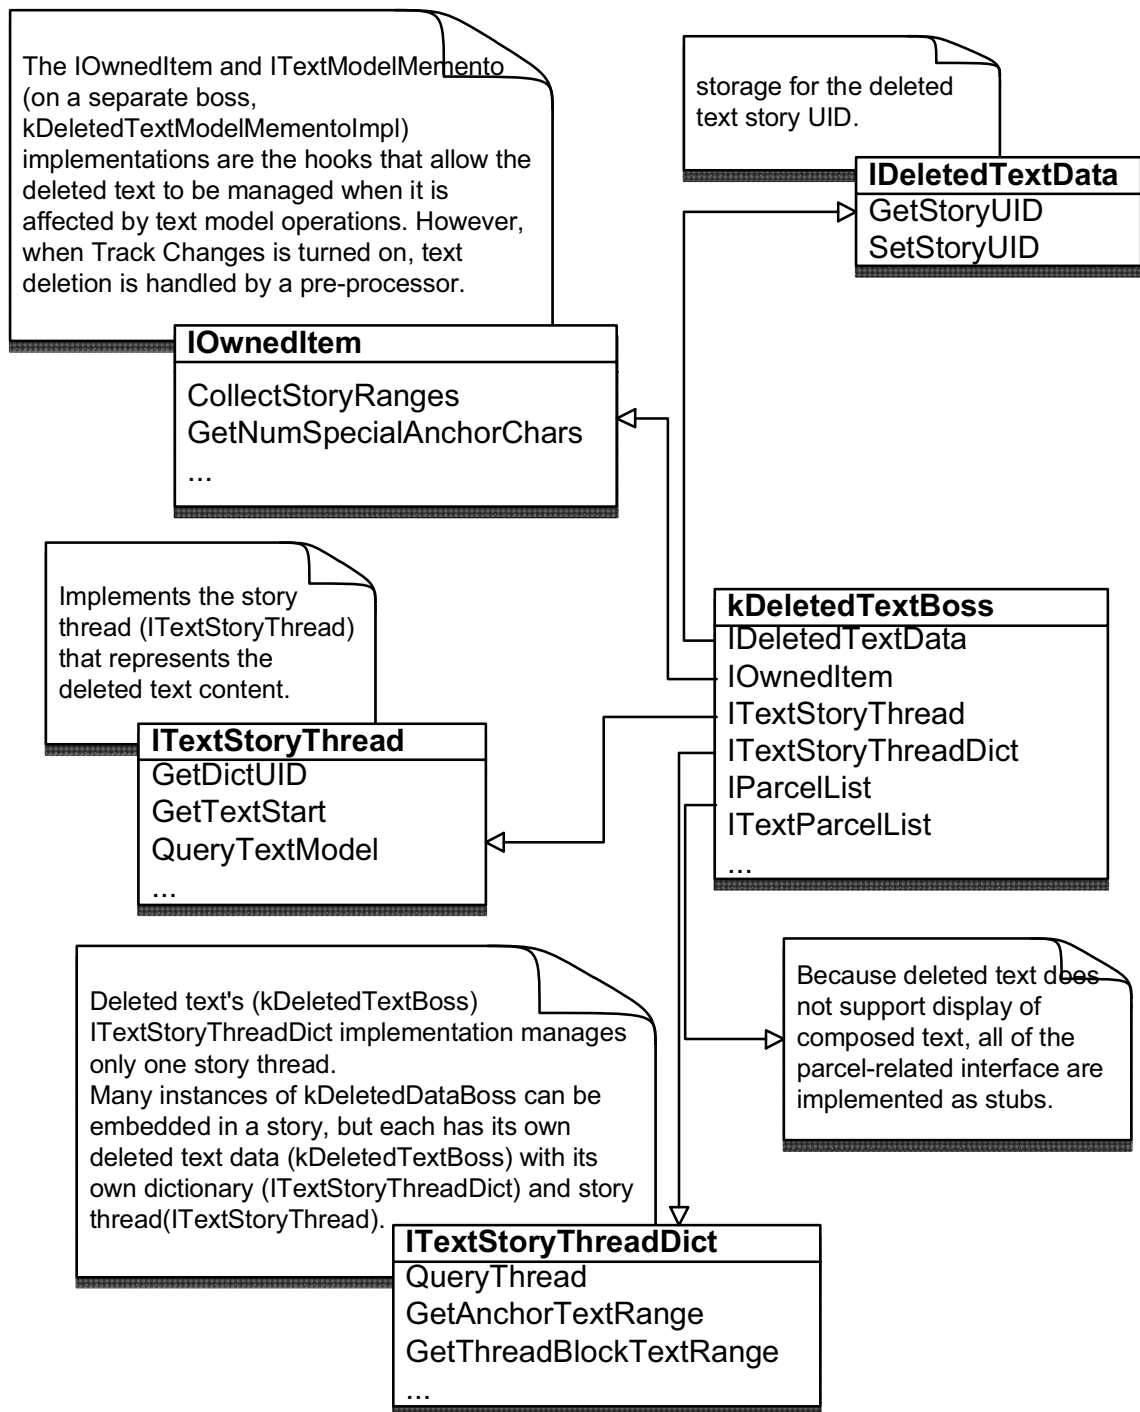 The IOwnedItem and ITextModelMemento
(on a separate boss,
kDeletedTextModelMementoImpl)
implementations are the hooks that allow the
deleted text to be managed when it is
affected by text model operations. However,
when Track Changes is turned on, text
deletion is handled by a pre-processor.
IOwnedItem
CollectStoryRanges
GetNumSpecialAnchorChars
...
storage for the deleted
text story UID.
IDeletedTextData
GetStoryUID
SetStoryUID
Implements the story
thread (ITextStoryThread)
that represents the
deleted text content.
ITextStoryThread
GetDictUID
GetTextStart
QueryTextModel
...
kDeletedTextBoss
IDeletedTextData
IOwnedItem
ITextStoryThread
ITextStoryThreadDict
IParcelList
ITextParcelList
...
Because deleted text does
not support display of
composed text, all of the
parcel-related interface are
implemented as stubs.
Deleted text's (kDeletedTextBoss)
ITextStoryThreadDict implementation manages
only one story thread.
Many instances of kDeletedDataBoss can be
embedded in a story, but each has its own
deleted text data (kDeletedTextBoss) with its
own dictionary (ITextStoryThreadDict) and story
thread(ITextStoryThread).
ITextStoryThreadDict
QueryThread
GetAnchorTextRange
GetThreadBlockTextRange
...